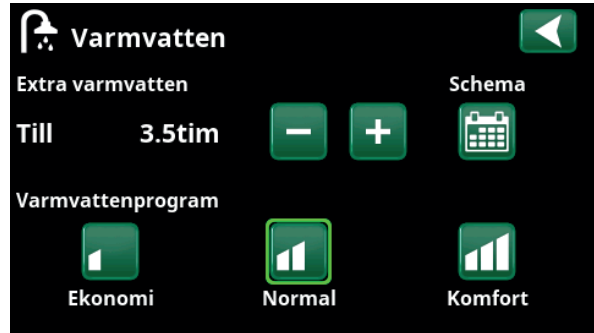 Varmvatten
Extra varmvatten Schema
Till 3.5tim − +
Varmvattenprogram
Ekonomi Normal Komfort